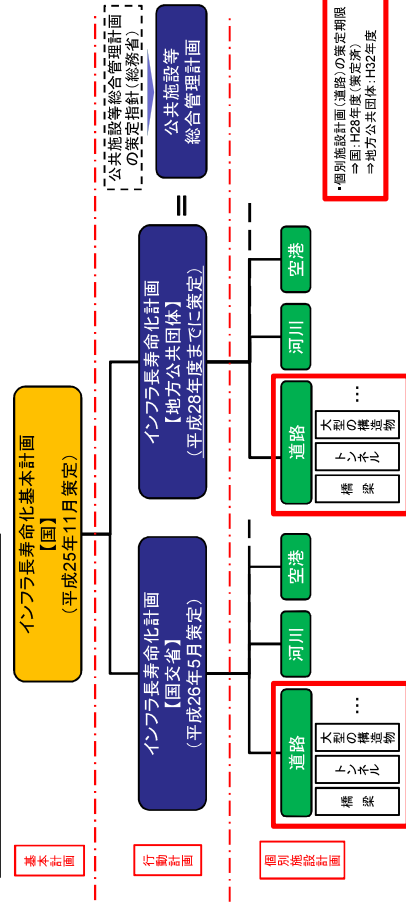 基本計画
インフラ長寿命化基本計画
【国】
(平成25年11月策定)
行動計画
インフラ長寿命化計画
【国交省】
(平成26年5月策定)
インフラ長寿命化計画
【地方公共団体】
(平成28年度までに策定)
=
公共施設等総合管理計画
の策定指針(総務省)
公共施設等
総合管理計画
個別施設計画
道路
橋梁
トンネル
大型の構造物
…
河川
空港
道路
橋梁
トンネル
大型の構造物
…
河川
空港
・個別施設計画(道路)の策定期限
⇒国:H28年度(策定済)
⇒地方公共団体:H32年度